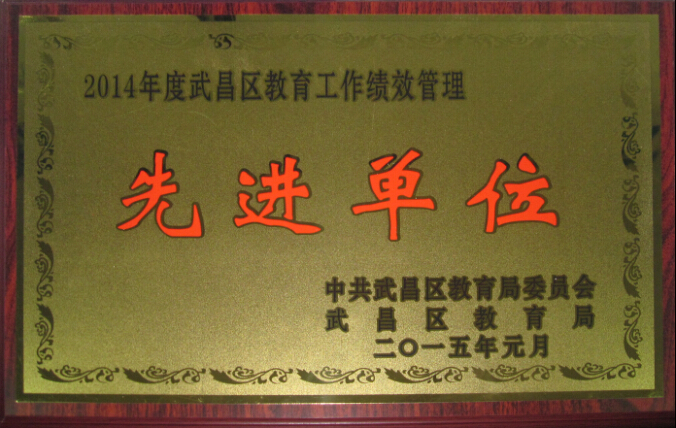 2014年度武昌区教育工作绩效管理
先进单位
中共武昌区教育局委员会
武昌区教育局
二〇一五年元月